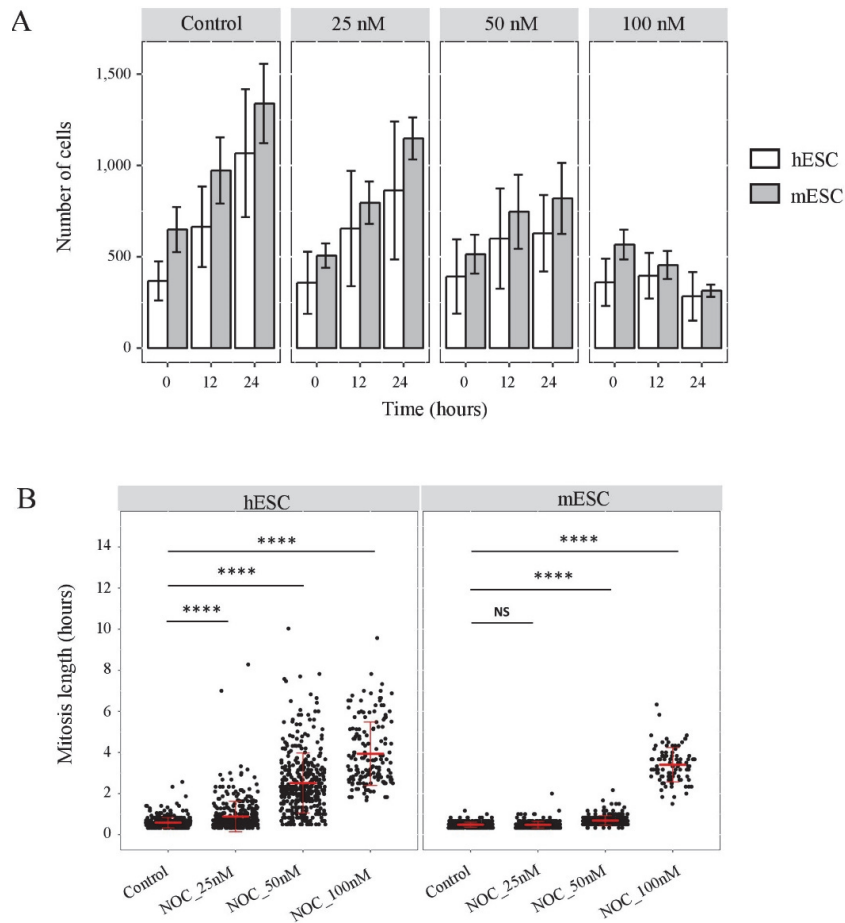 A
Control 25 nM 50 nM 100 nM
Number of cells
1,500
1,000
500
0
0 12 24 0 12 24 0 12 24 0 12 24
Time (hours)
hESC
mESC
B
hESC mESC
Mitosis length (hours)
14
12
10
8
6
4
2
0
**** ****
**** ****
**** NS
Control NOC_25nM NOC_50nM NOC_100nM Control NOC_25nM NOC_50nM NOC_100nM